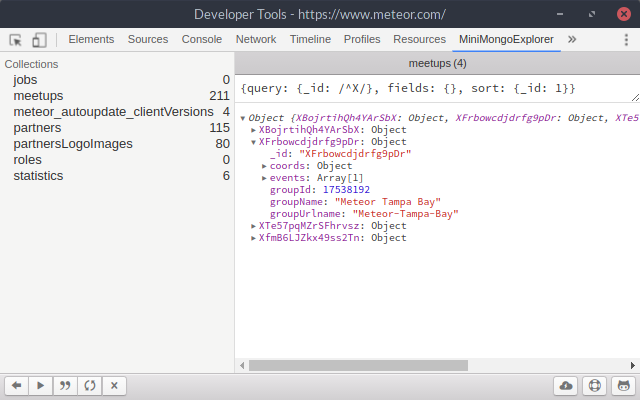 Developer Tools - https://www.meteor.com/
Elements Sources Console Network Timeline Profiles MiniMongoExplorer »
Collections
jobs 0
meetups 211
meteor_autoupdate_clientVersions 4
partners 115
partnersLogoImages 80
roles 0
statistics 6
meetups (4)
{query: {_id: /^X/}, fields: {}, sort: {_id: 1}}
Object {XBojrtihQh4YArSbX: Object, XFrbowcdjdrfg9pDr: Object, XTe5
XBojrtihQh4YArSbX: Object
XFrbowcdjdrfg9pDr: Object
_id: "XFrbowcdjdrfg9pDr"
coords: Object
events: Array[1]
groupId: 17538192
groupName: "Meteor Tampa Bay"
groupUrlname: "Meteor-Tampa-Bay"
XTe57pqMZrSFhrvsz: Object
XfmB6LJZkx49ss2Tn: Object